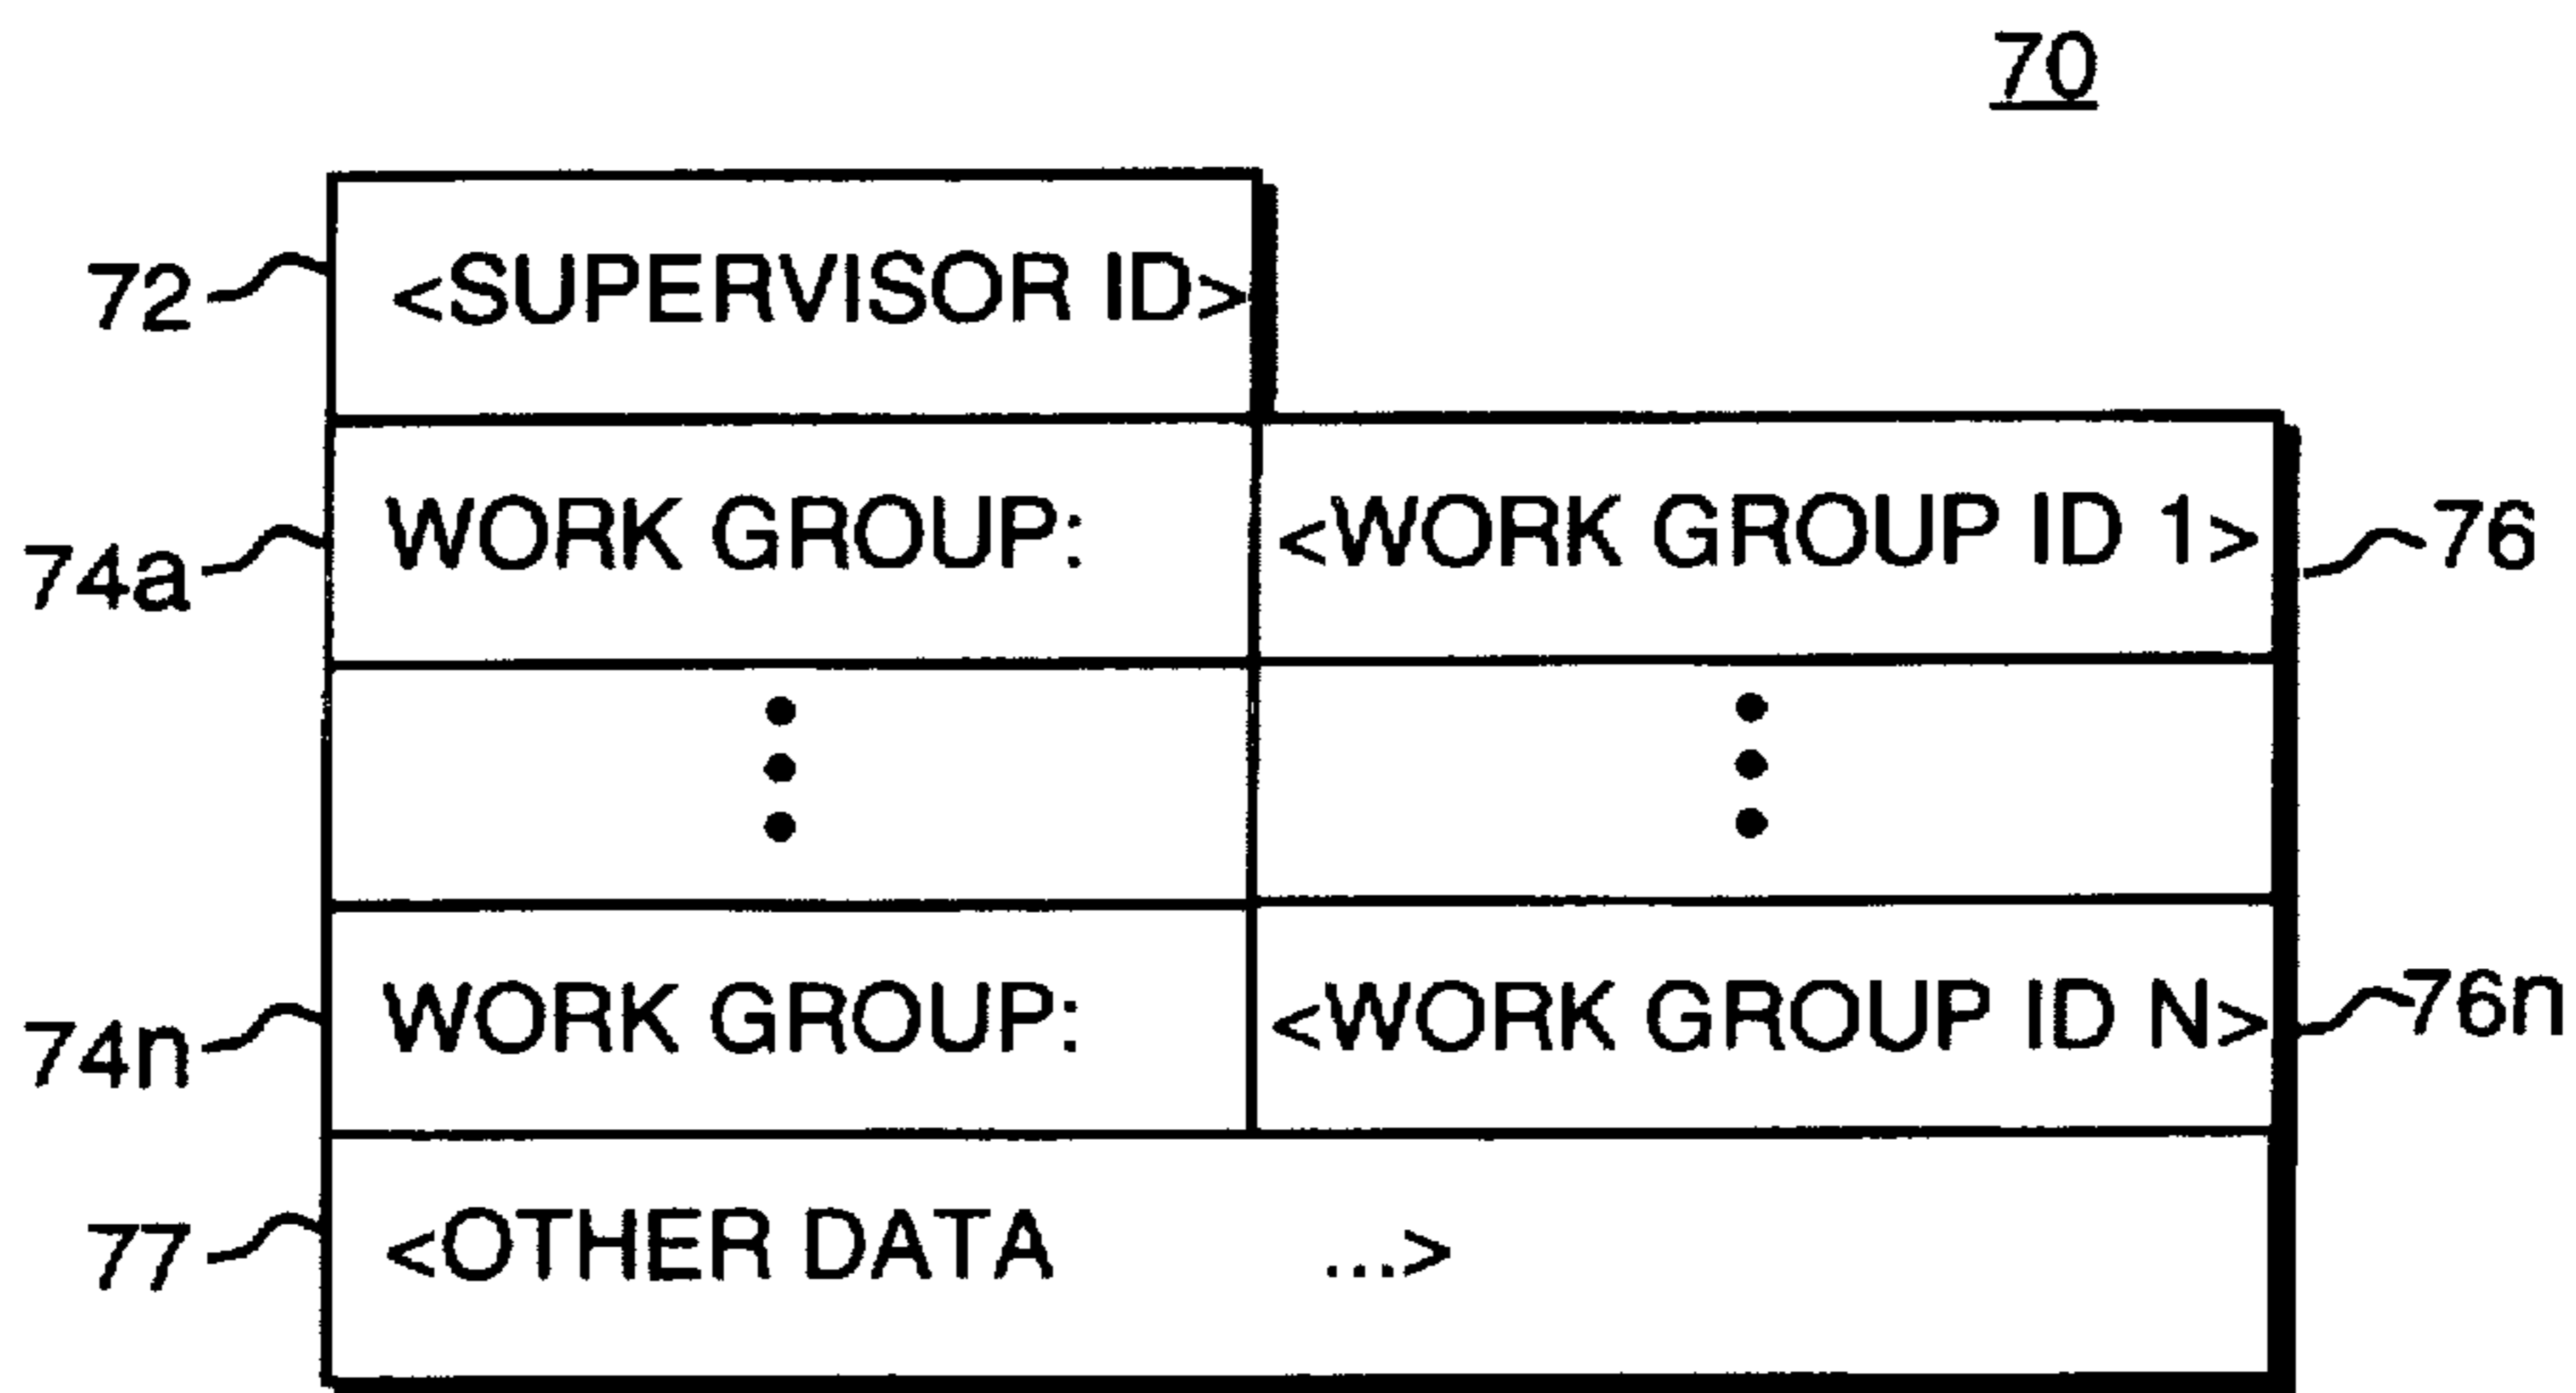 70
72 <SUPERVISOR ID>
74a WORK GROUP: <WORK GROUP ID 1> 76
74n WORK GROUP: <WORK GROUP ID N> 76n
77 <OTHER DATA ...>